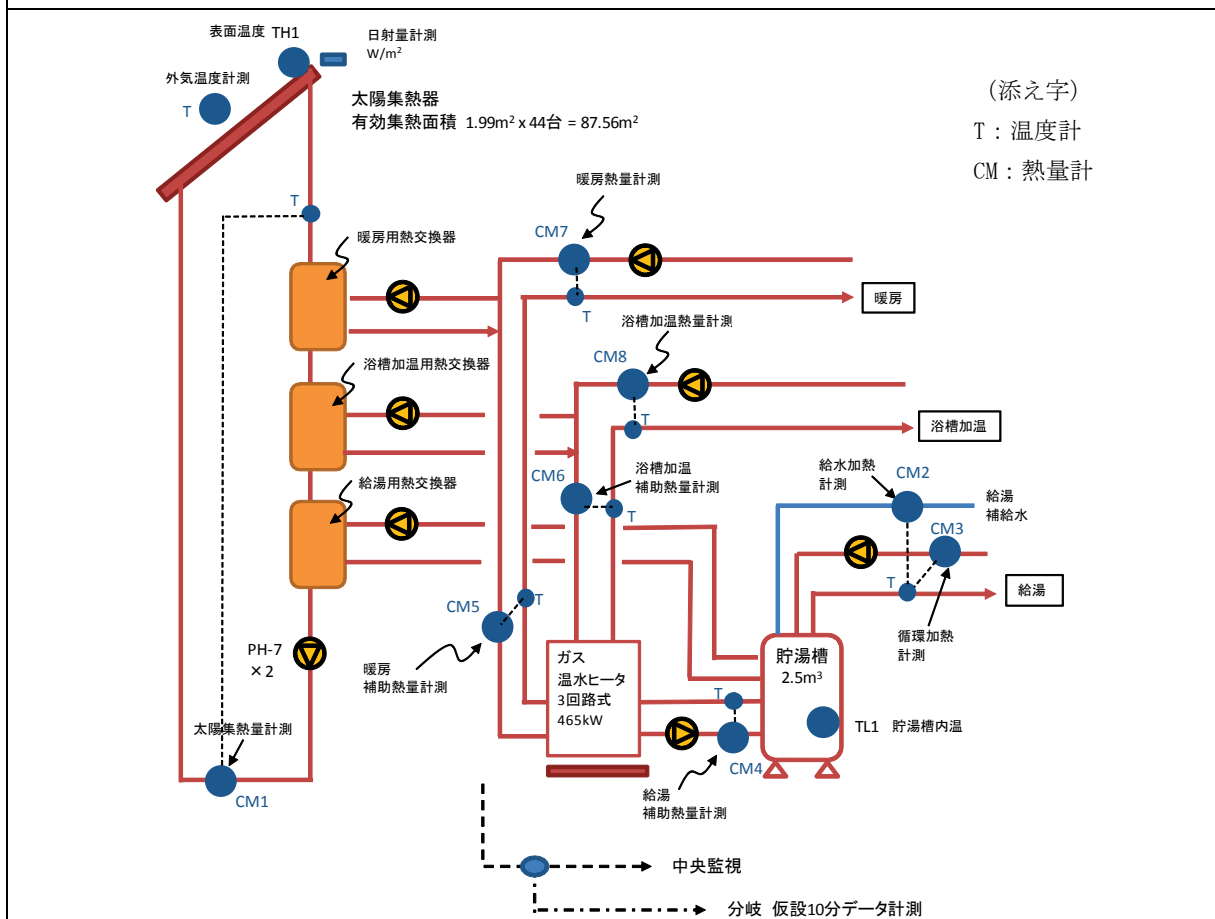 表面温度 TH1
日射量計測
W/m²
外気温度計測
T
太陽集熱器
有効集熱面積 1.99m² x 44台 = 87.56m²
(添え字)
T：温度計
CM：熱量計
T
暖房用熱交換器
暖房熱量計測
CM7
T
暖房
浴槽加温熱量計測
CM8
浴槽加温用熱交換器
T
浴槽加温
給湯用熱交換器
CM6
浴槽加温
補助熱量計測
T
給水加熱
計測
CM2
給湯
補給水
CM3
T
給湯
循環加熱
計測
CM5
T
暖房
補助熱量計測
PH-7
×2
ガス
温水ヒータ
3回路式
465kW
貯湯槽
2.5m³
TL1 貯湯槽内温
T
CM4
給湯
補助熱量計測
太陽集熱量計測
CM1
中央監視
分岐 仮設10分データ計測